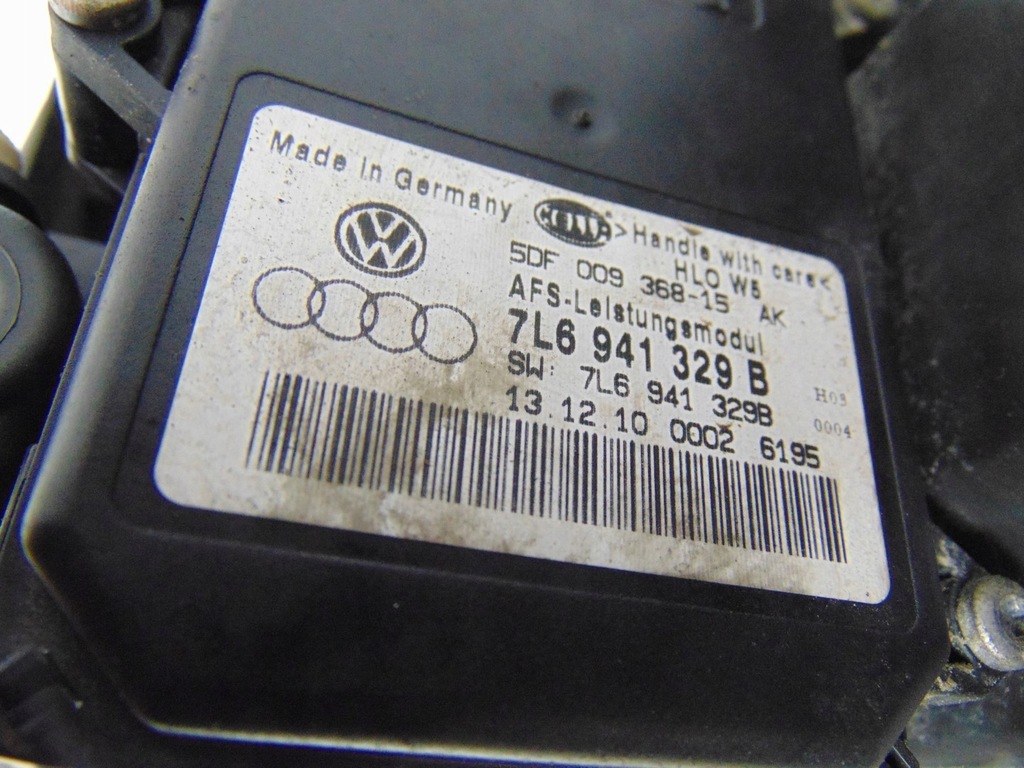 Made in Germany HELLA >Handle with care<
HLO W5
5DF 009 368-15 AK
AFS-Leistungsmodul
7L6 941 329 B
SW: 7L6 941 329B H03
13.12.10 0002 6195 0004